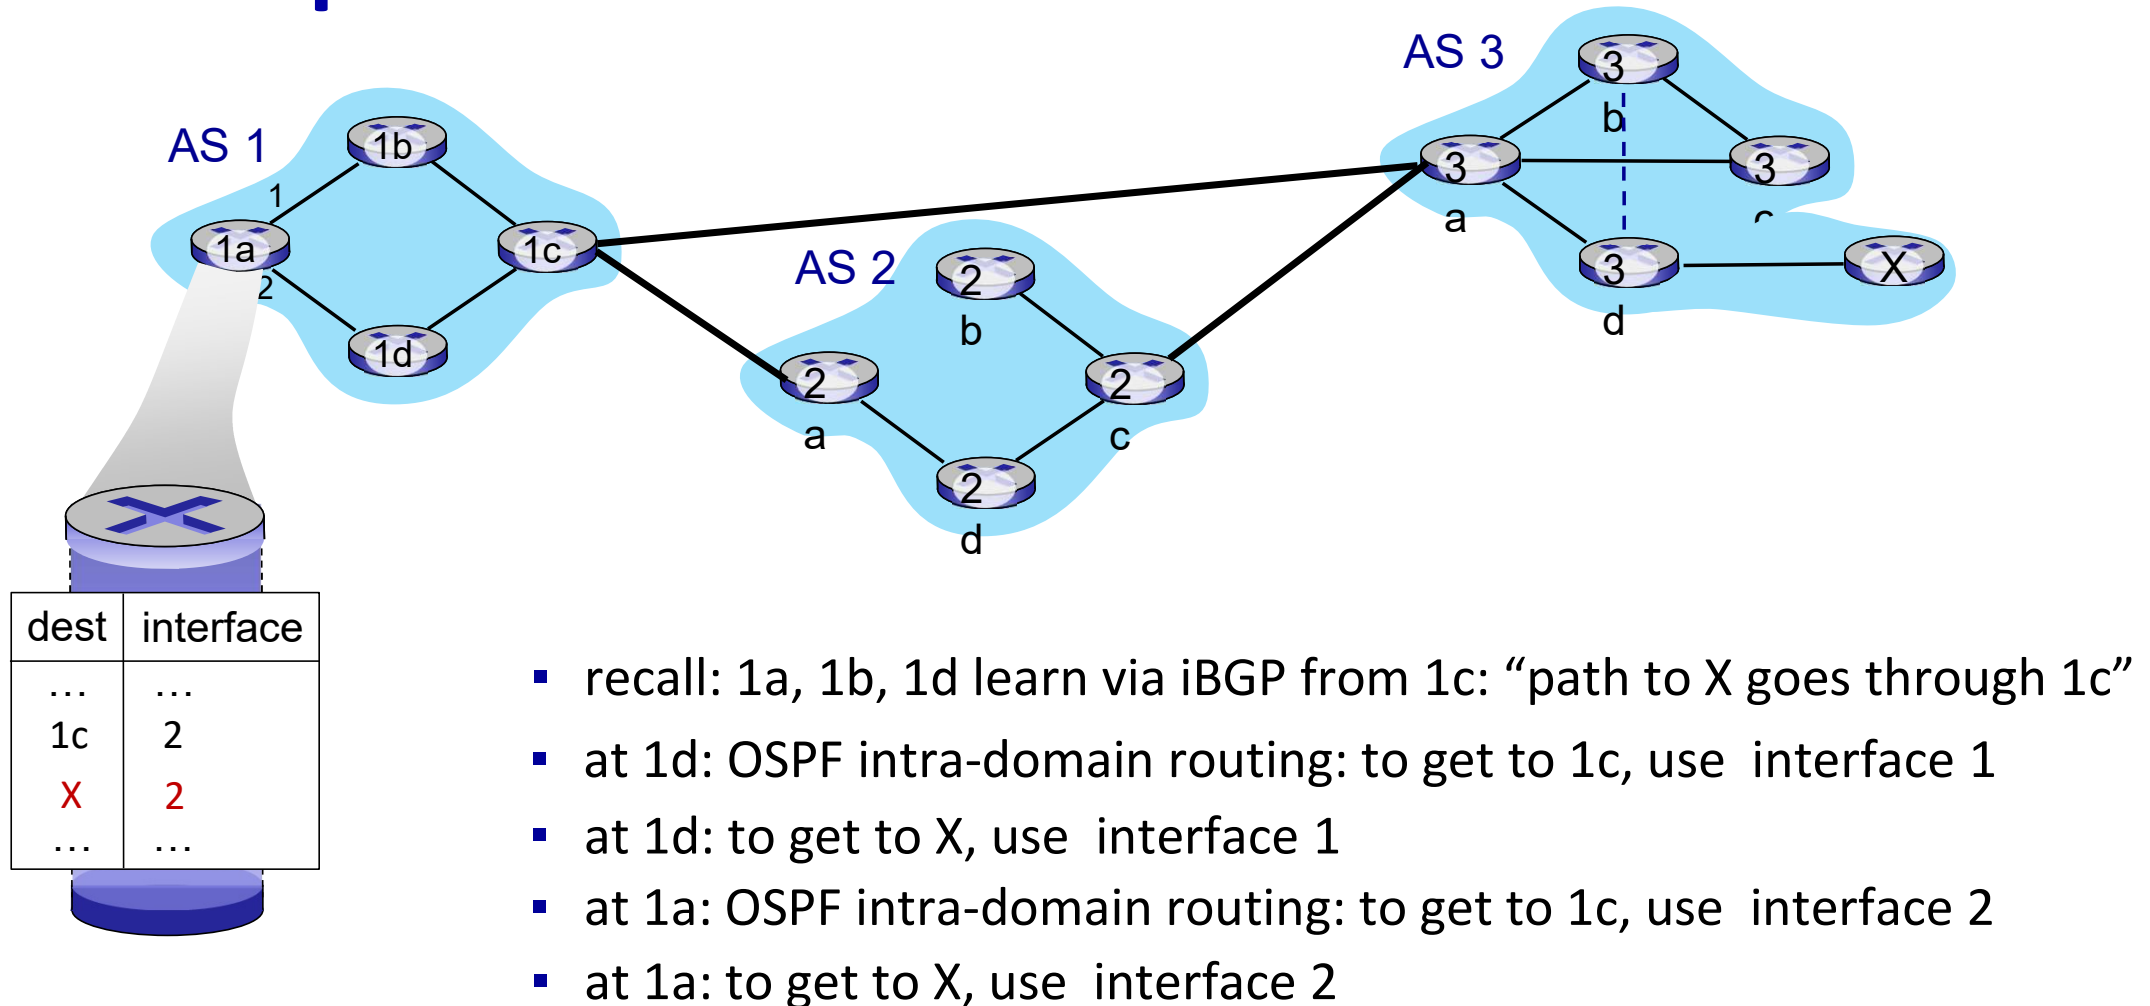 AS 1
1b
1
1a
2
1c
1d
AS 2
2
b
2
a
2
c
2
d
AS 3
3
b
3
a
3
c
3
d
X
dest interface
... ...
1c 2
X 2
... ...
▪ recall: 1a, 1b, 1d learn via iBGP from 1c: “path to X goes through 1c”
▪ at 1d: OSPF intra-domain routing: to get to 1c, use interface 1
▪ at 1d: to get to X, use interface 1
▪ at 1a: OSPF intra-domain routing: to get to 1c, use interface 2
▪ at 1a: to get to X, use interface 2